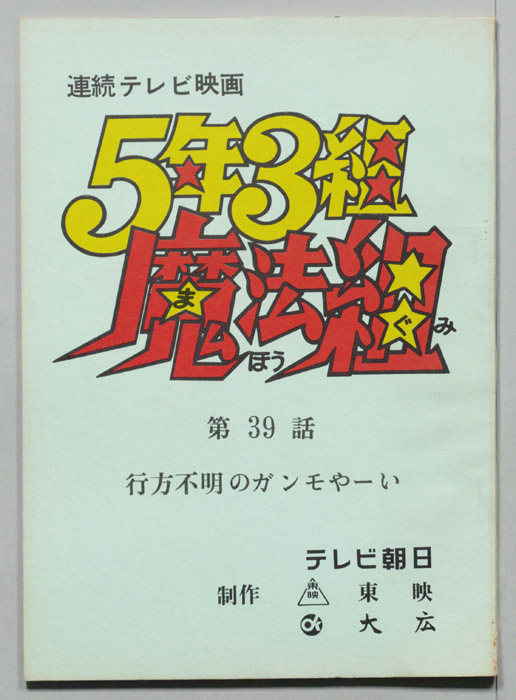 連続テレビ映画
5年3組
魔法組
まほうぐみ
第 39 話
行方不明のガンモやーい
テレビ朝日
制作 東映 東 映
大 広